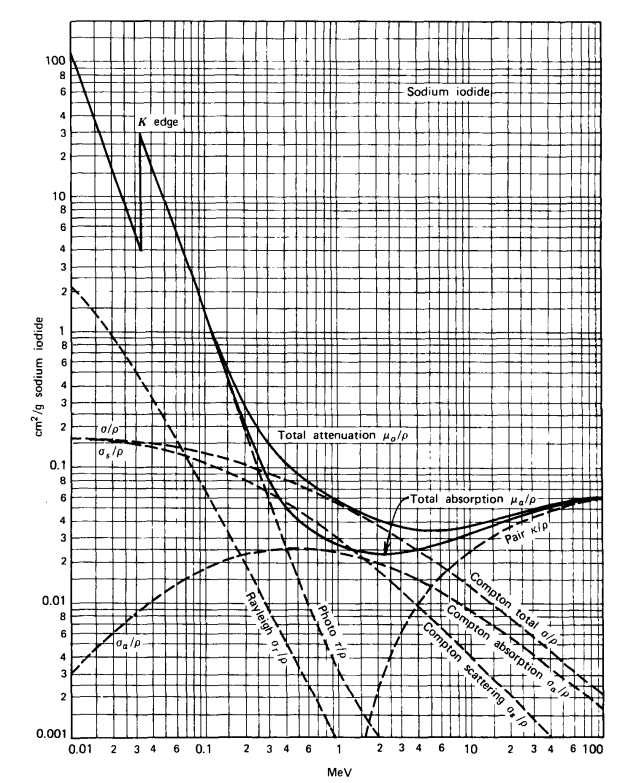 100
8
6
4
3
2
10
8
6
4
3
2
1
8
6
4
3
2
0.1
8
6
4
3
2
0.01
8
6
4
3
2
0.001
cm²/g sodium iodide
Sodium iodide
K edge
σ/ρ
σs/ρ
Total attenuation μo/ρ
Total absorption μa/ρ
Pair κ/ρ
σa/ρ
Rayleigh σr/ρ
Photo τ/ρ
Compton total σ/ρ
Compton absorption σa/ρ
Compton scattering σs/ρ
0.01 2 3 4 6 0.1 2 3 4 6 1 2 3 4 6 10 2 3 4 6 100
MeV